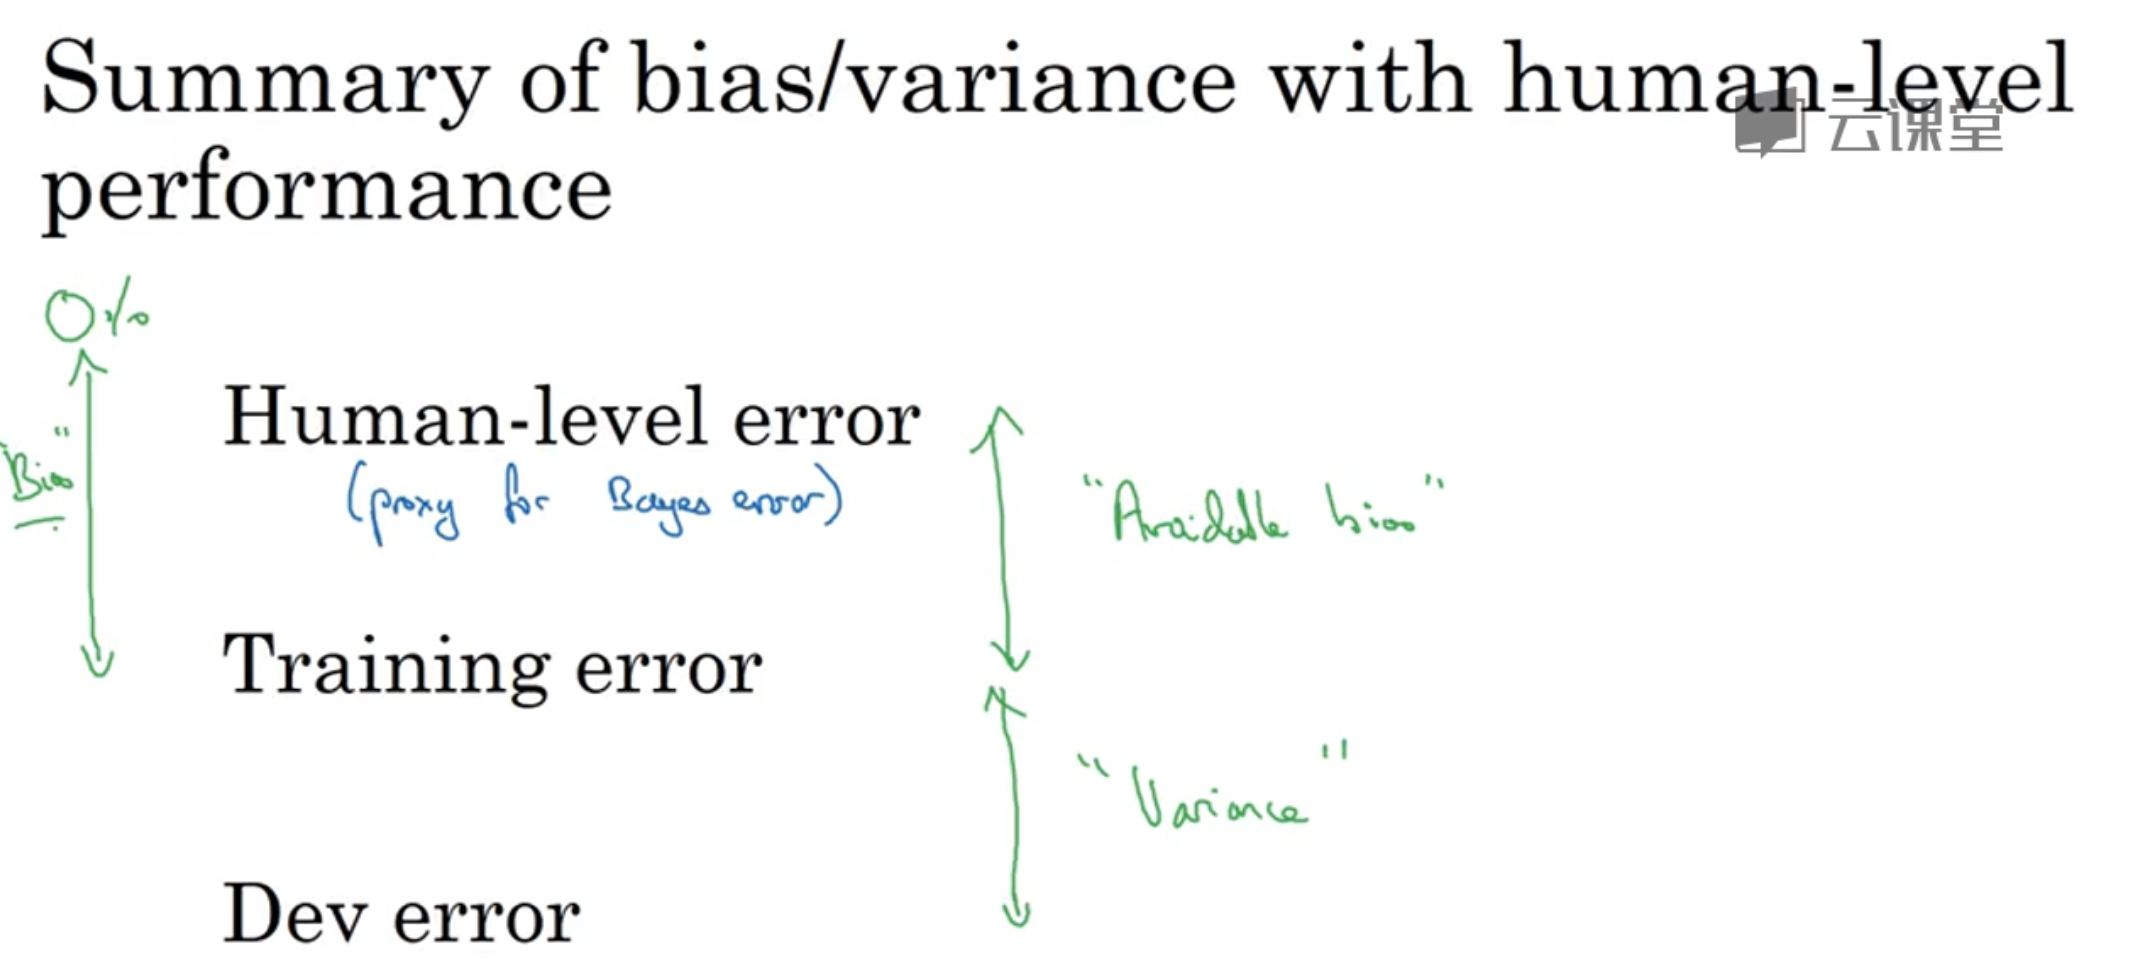 Summary of bias/variance with human-level
云课堂
performance
0%
"Bias"
Human-level error
(proxy for Bayes error)
"Avoidable bias"
Training error
"Variance"
Dev error